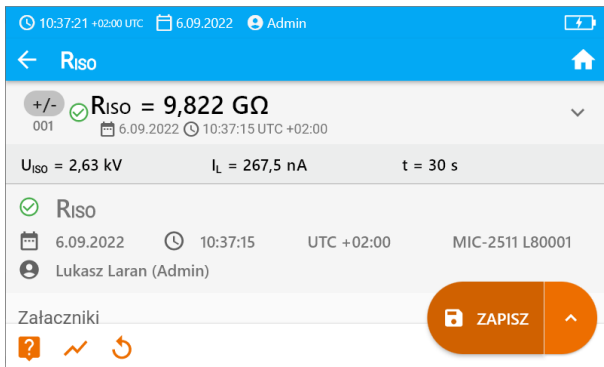 10:37:21 +02:00 UTC 6.09.2022 Admin
RISO
+/- RISO = 9,822 GΩ
001 6.09.2022 10:37:15 UTC +02:00
UISO = 2,63 kV IL = 267,5 nA t = 30 s
RISO
6.09.2022 10:37:15 UTC +02:00 MIC-2511 L80001
Lukasz Laran (Admin)
Załaczniki
ZAPISZ